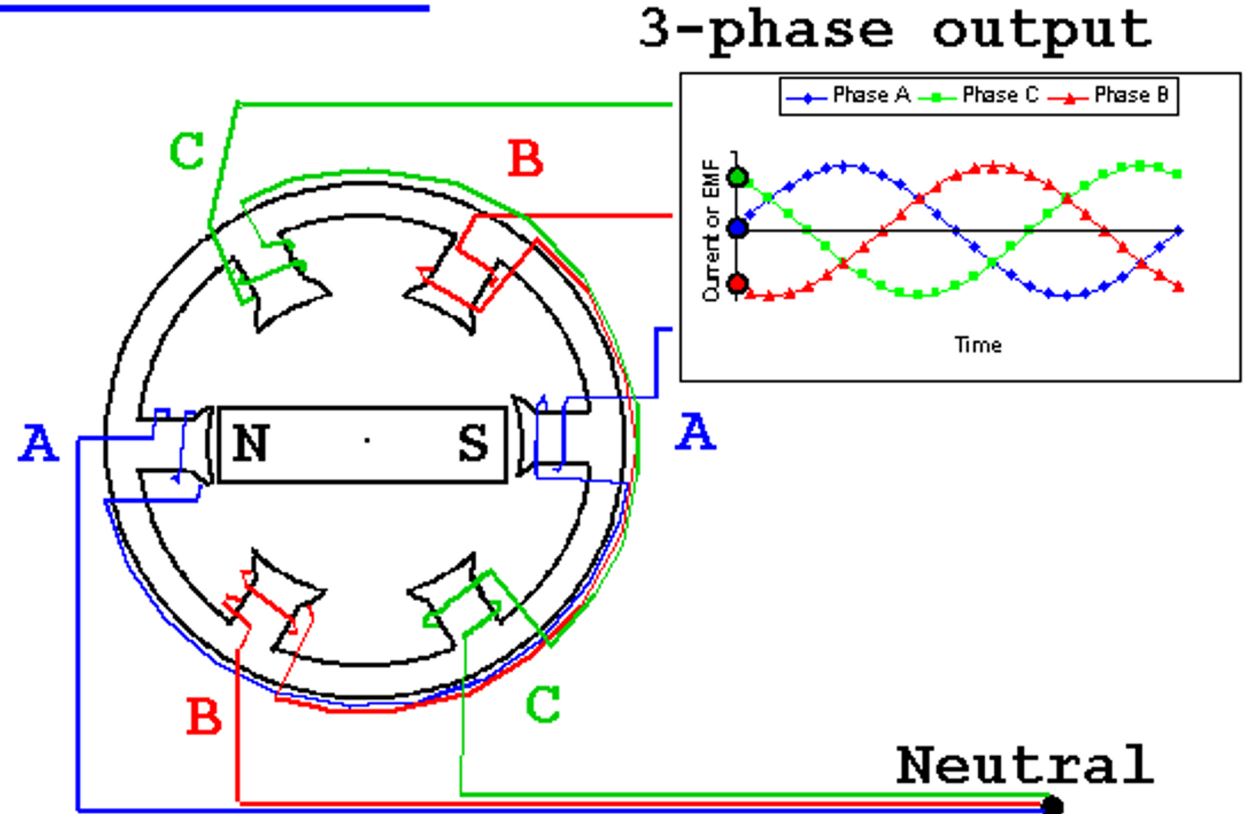 3-phase output
Phase A Phase C Phase B
Current or EMF
Time
C
B
A
N S
A
B
C
Neutral